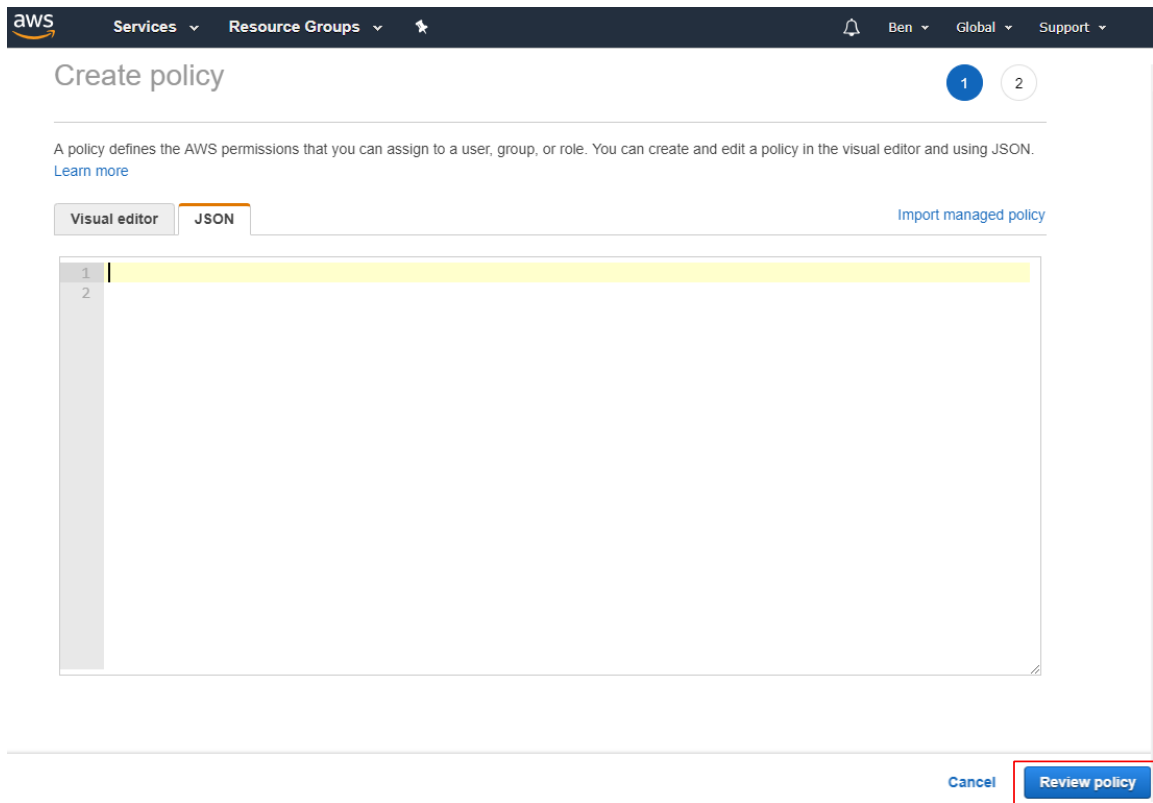 aws Services Resource Groups Ben Global Support
Create policy 1 2
A policy defines the AWS permissions that you can assign to a user, group, or role. You can create and edit a policy in the visual editor and using JSON.
Learn more
Visual editor JSON Import managed policy
1
2
Cancel Review policy